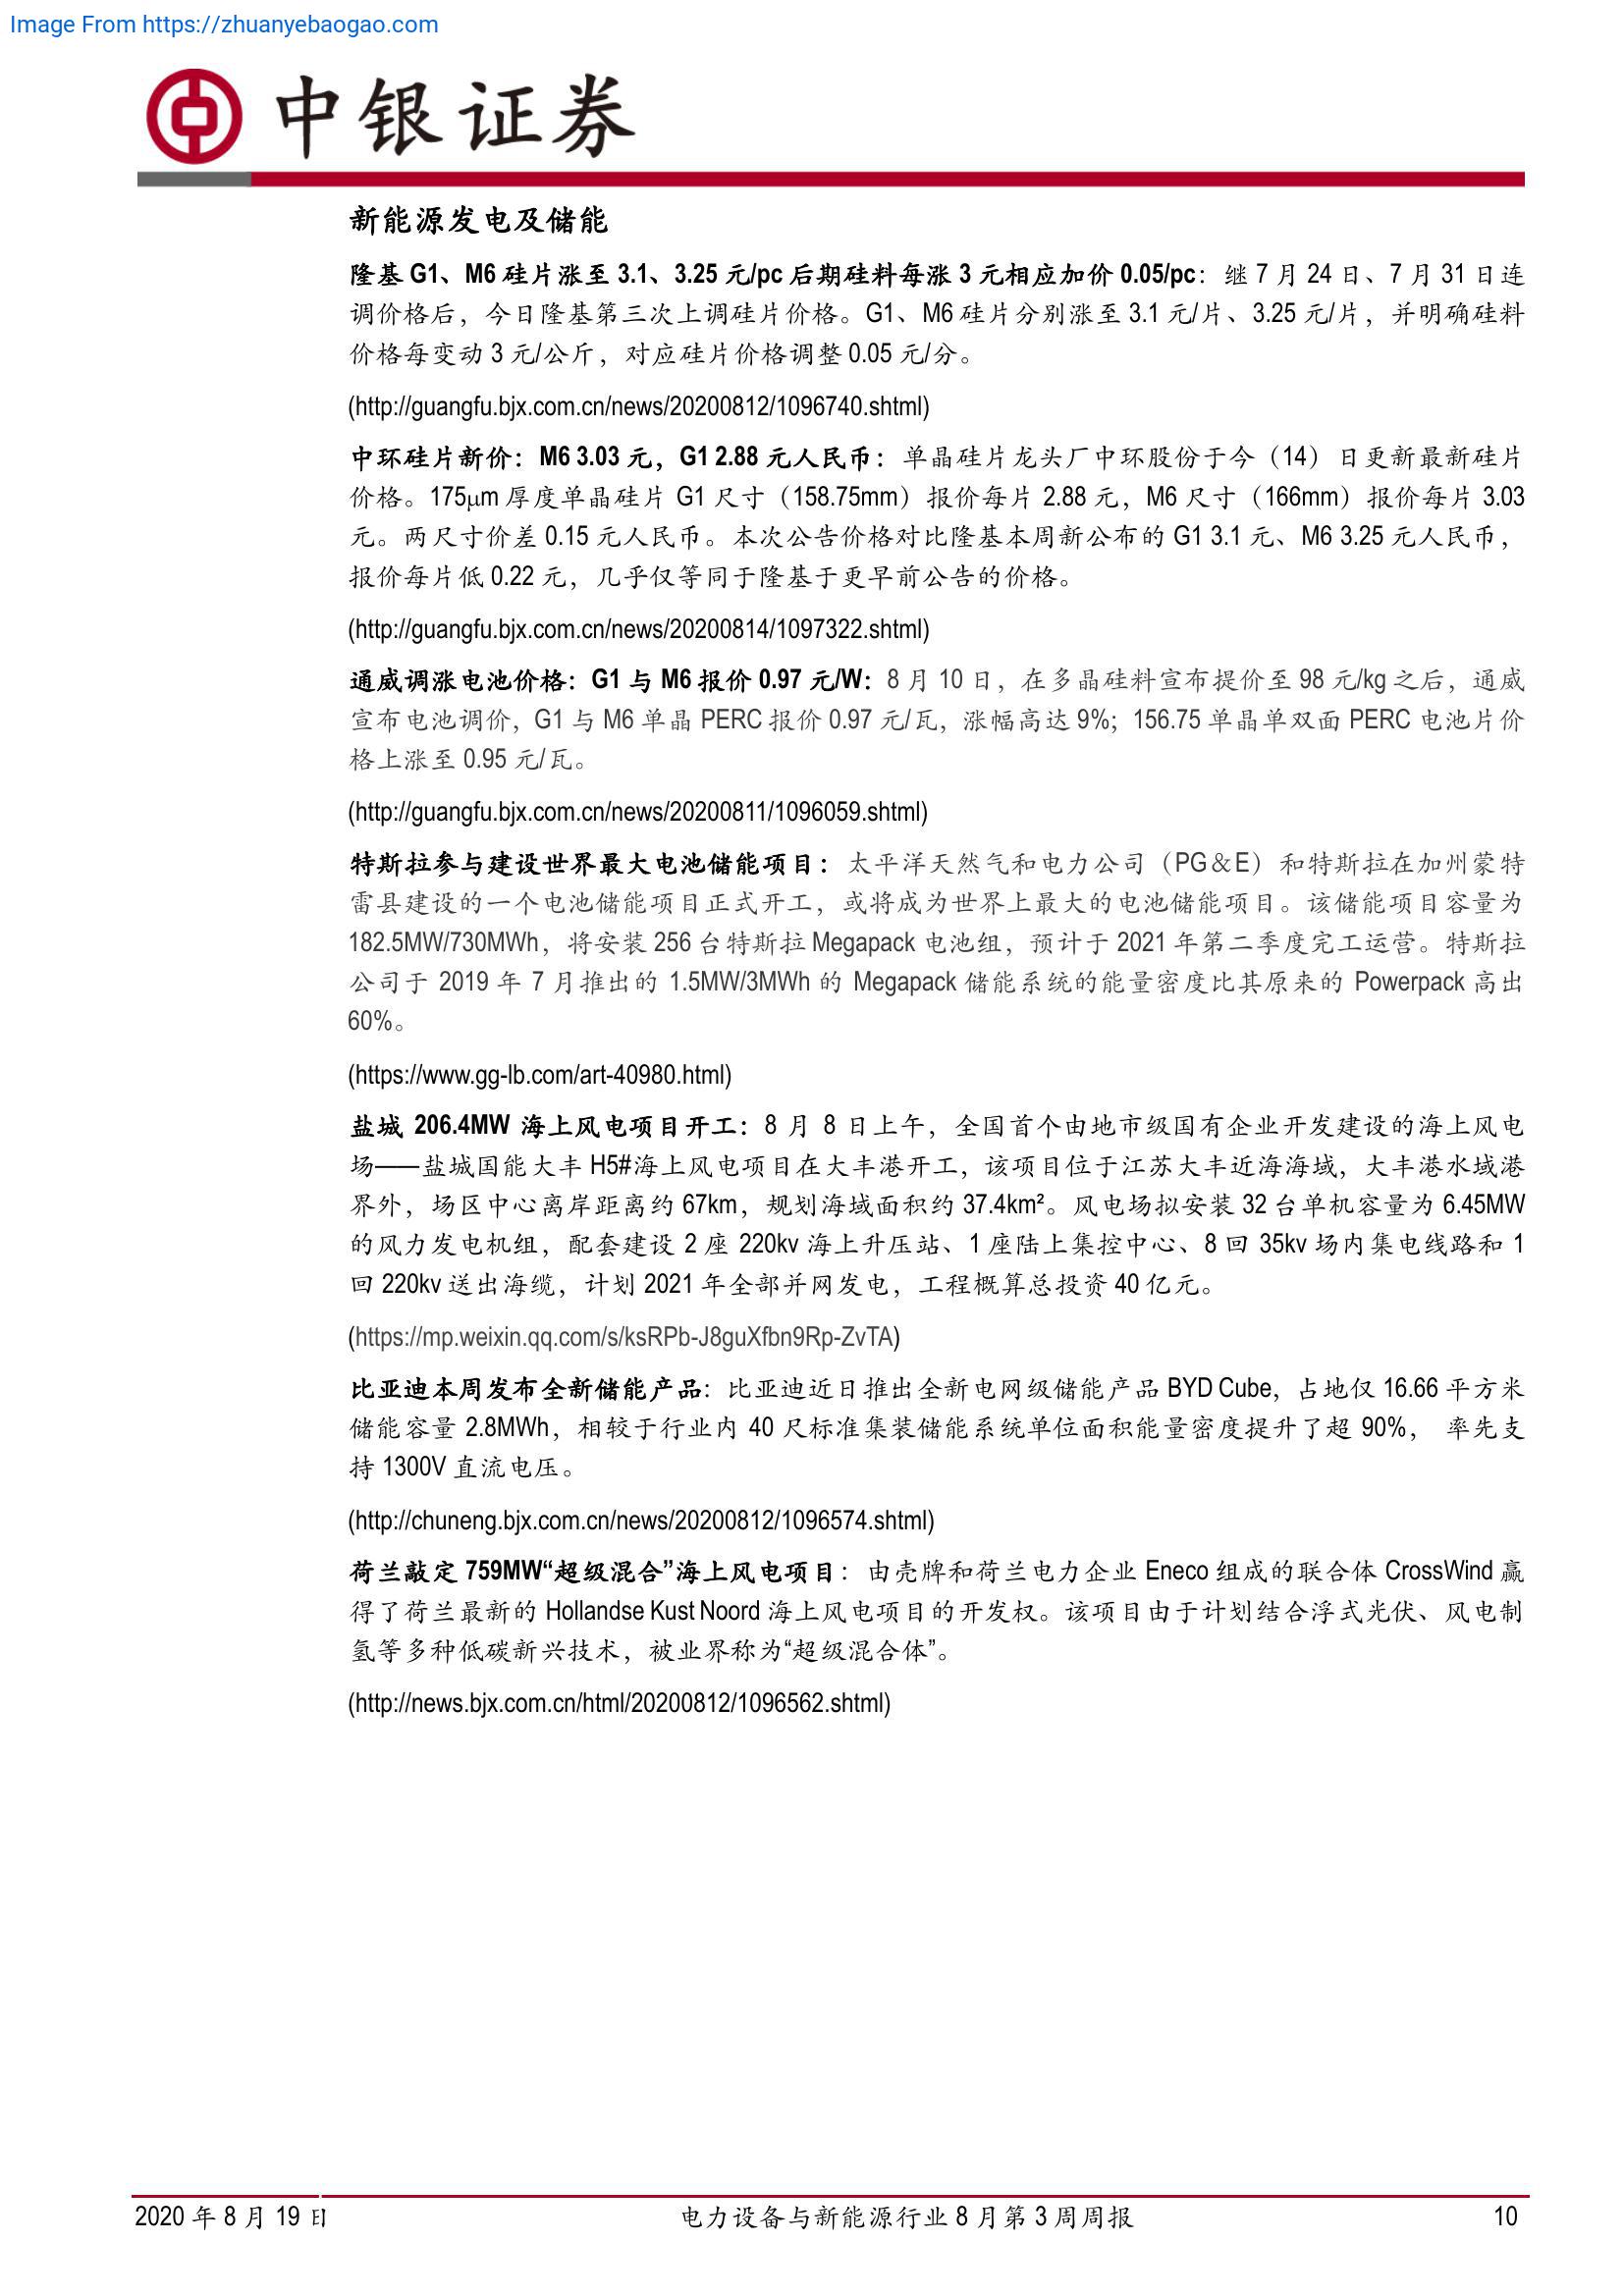 Image From https://zhuanyebaogao.com
中银证券
新能源发电及储能
隆基 G1、M6 硅片涨至 3.1、3.25 元/pc 后期硅料每涨 3 元相应加价 0.05/pc：继 7 月 24 日、7 月 31 日连
调价格后，今日隆基第三次上调硅片价格。G1、M6 硅片分别涨至 3.1 元/片、3.25 元/片，并明确硅料
价格每变动 3 元/公斤，对应硅片价格调整 0.05 元/分。
(http://guangfu.bjx.com.cn/news/20200812/1096740.shtml)
中环硅片新价：M6 3.03 元，G1 2.88 元人民币：单晶硅片龙头厂中环股份于今（14）日更新最新硅片
价格。175μm 厚度单晶硅片 G1 尺寸（158.75mm）报价每片 2.88 元，M6 尺寸（166mm）报价每片 3.03
元。两尺寸价差 0.15 元人民币。本次公告价格对比隆基本周新公布的 G1 3.1 元、M6 3.25 元人民币，
报价每片低 0.22 元，几乎仅等同于隆基于更早前公告的价格。
(http://guangfu.bjx.com.cn/news/20200814/1097322.shtml)
通威调涨电池价格：G1 与 M6 报价 0.97 元/W：8 月 10 日，在多晶硅料宣布提价至 98 元/kg 之后，通威
宣布电池调价，G1 与 M6 单晶 PERC 报价 0.97 元/瓦，涨幅高达 9%；156.75 单晶单双面 PERC 电池片价
格上涨至 0.95 元/瓦。
(http://guangfu.bjx.com.cn/news/20200811/1096059.shtml)
特斯拉参与建设世界最大电池储能项目：太平洋天然气和电力公司（PG＆E）和特斯拉在加州蒙特
雷县建设的一个电池储能项目正式开工，或将成为世界上最大的电池储能项目。该储能项目容量为
182.5MW/730MWh，将安装 256 台特斯拉 Megapack 电池组，预计于 2021 年第二季度完工运营。特斯拉
公司于 2019 年 7 月推出的 1.5MW/3MWh 的 Megapack 储能系统的能量密度比其原来的 Powerpack 高出
60%。
(https://www.gg-lb.com/art-40980.html)
盐城 206.4MW 海上风电项目开工：8 月 8 日上午，全国首个由地市级国有企业开发建设的海上风电
场——盐城国能大丰 H5#海上风电项目在大丰港开工，该项目位于江苏大丰近海海域，大丰港水域港
界外，场区中心离岸距离约 67km，规划海域面积约 37.4km²。风电场拟安装 32 台单机容量为 6.45MW
的风力发电机组，配套建设 2 座 220kv 海上升压站、1 座陆上集控中心、8 回 35kv 场内集电线路和 1
回 220kv 送出海缆，计划 2021 年全部并网发电，工程概算总投资 40 亿元。
(https://mp.weixin.qq.com/s/ksRPb-J8guXfbn9Rp-ZvTA)
比亚迪本周发布全新储能产品：比亚迪近日推出全新电网级储能产品 BYD Cube，占地仅 16.66 平方米
储能容量 2.8MWh，相较于行业内 40 尺标准集装储能系统单位面积能量密度提升了超 90%， 率先支
持 1300V 直流电压。
(http://chuneng.bjx.com.cn/news/20200812/1096574.shtml)
荷兰敲定 759MW“超级混合”海上风电项目：由壳牌和荷兰电力企业 Eneco 组成的联合体 CrossWind 赢
得了荷兰最新的 Hollandse Kust Noord 海上风电项目的开发权。该项目由于计划结合浮式光伏、风电制
氢等多种低碳新兴技术，被业界称为“超级混合体”。
(http://news.bjx.com.cn/html/20200812/1096562.shtml)
2020 年 8 月 19 日
电力设备与新能源行业 8 月第 3 周周报
10